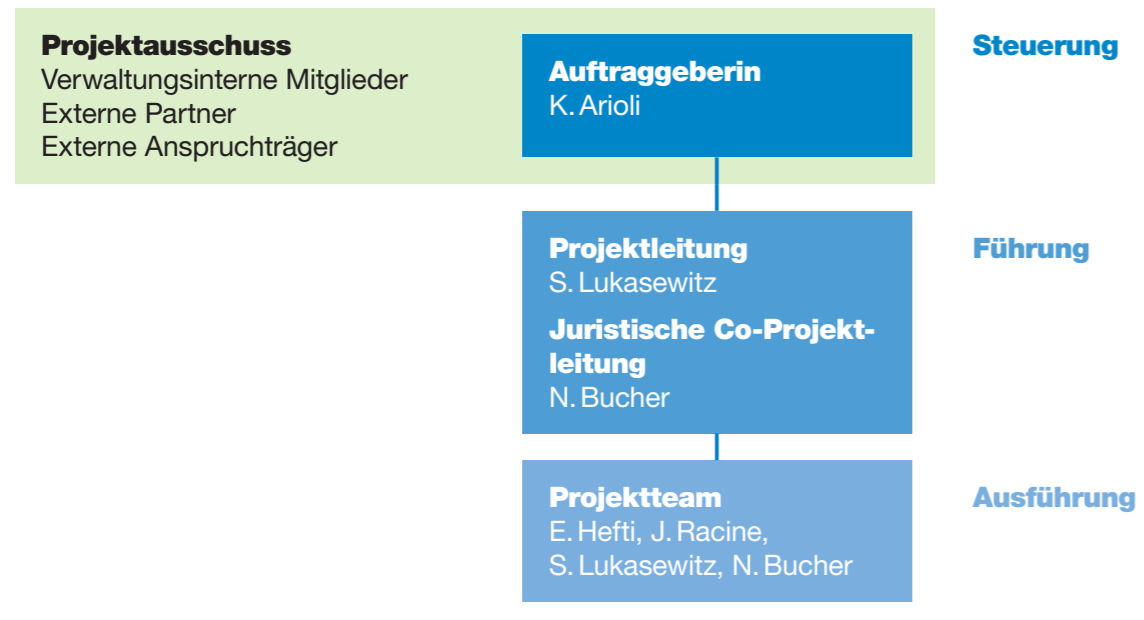 Projektausschuss
Verwaltungsinterne Mitglieder
Externe Partner
Externe Anspruchträger
Auftraggeberin
K. Arioli
Steuerung
Projektleitung
S. Lukasewitz
Juristische Co-Projekt-
leitung
N. Bucher
Führung
Projektteam
E. Hefti, J. Racine,
S. Lukasewitz, N. Bucher
Ausführung